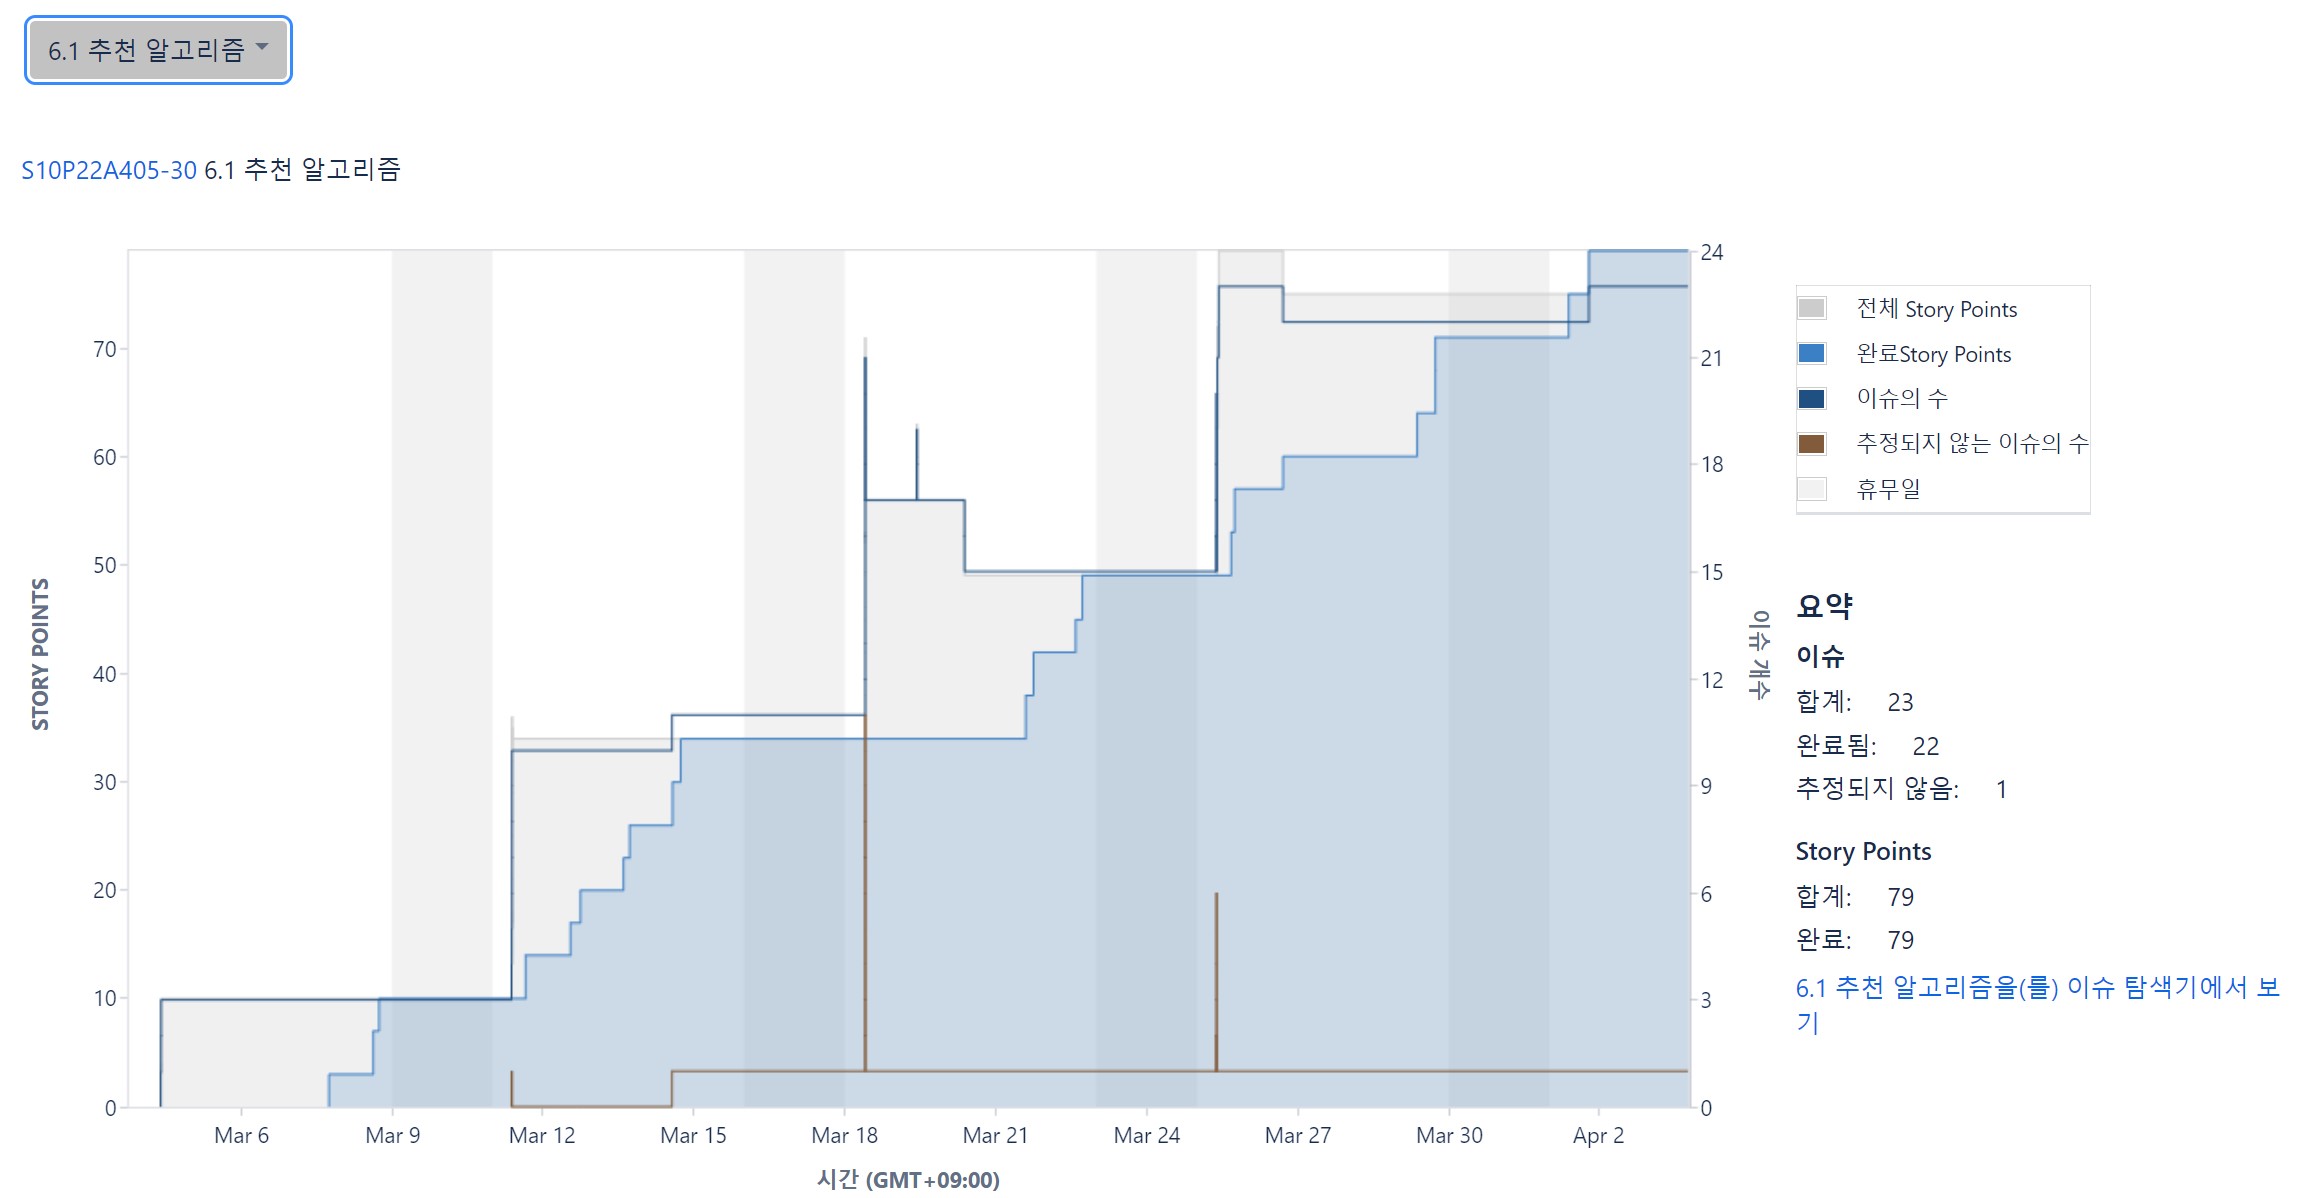 6.1 추천 알고리즘
S10P22A405-30 6.1 추천 알고리즘
STORY POINTS
70
60
50
40
30
20
10
0
24
21
18
15
12
9
6
3
0
이슈 개수
Mar 6
Mar 9
Mar 12
Mar 15
Mar 18
Mar 21
Mar 24
Mar 27
Mar 30
Apr 2
시간 (GMT+09:00)
전체 Story Points
완료Story Points
이슈의 수
추정되지 않는 이슈의 수
휴무일
요약
이슈
합계: 23
완료됨: 22
추정되지 않음: 1
Story Points
합계: 79
완료: 79
6.1 추천 알고리즘을(를) 이슈 탐색기에서 보
기